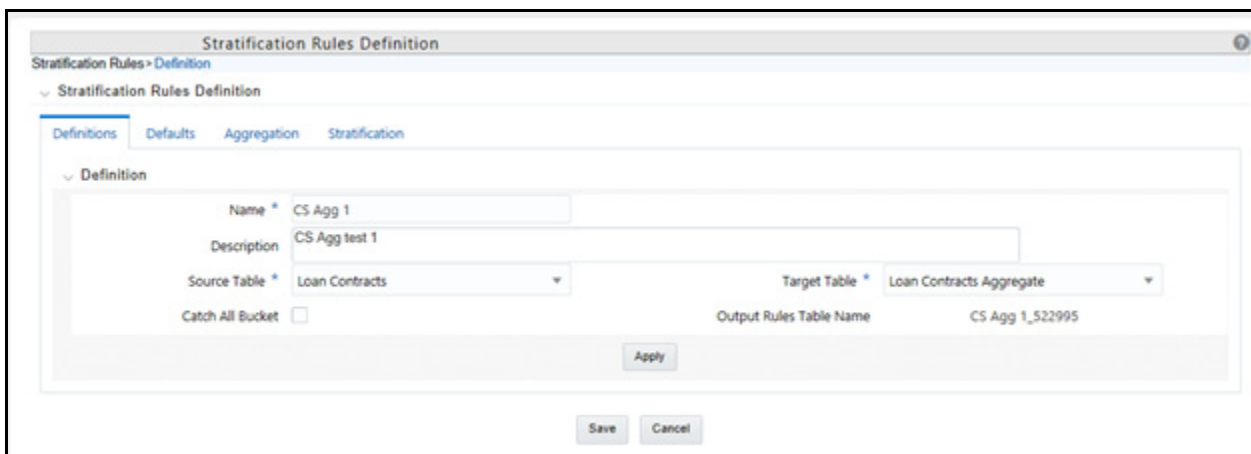 Stratification Rules Definition
Stratification Rules > Definition
Stratification Rules Definition
Definitions Defaults Aggregation Stratification
Definition
Name * CS Agg 1
Description CS Agg test 1
Source Table * Loan Contracts Target Table * Loan Contracts Aggregate
Catch All Bucket Output Rules Table Name CS Agg 1_522995
Apply
Save Cancel